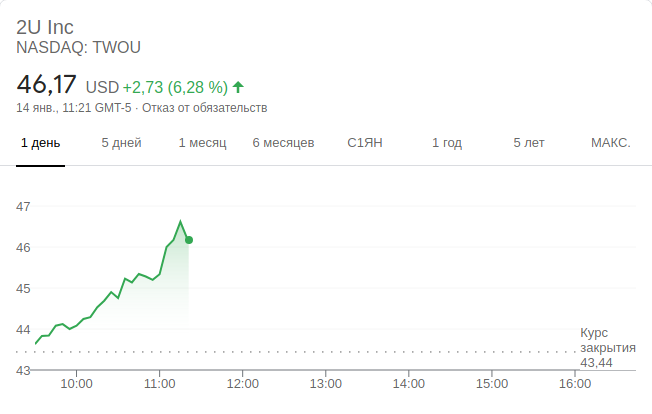 2U Inc
NASDAQ: TWOU
46,17 USD +2,73 (6,28 %)
14 янв., 11:21 GMT-5 · Отказ от обязательств
1 день 5 дней 1 месяц 6 месяцев С1ЯН 1 год 5 лет МАКС.
47
46
45
44
Курс
закрытия
43,44
43
10:00 11:00 12:00 13:00 14:00 15:00 16:00